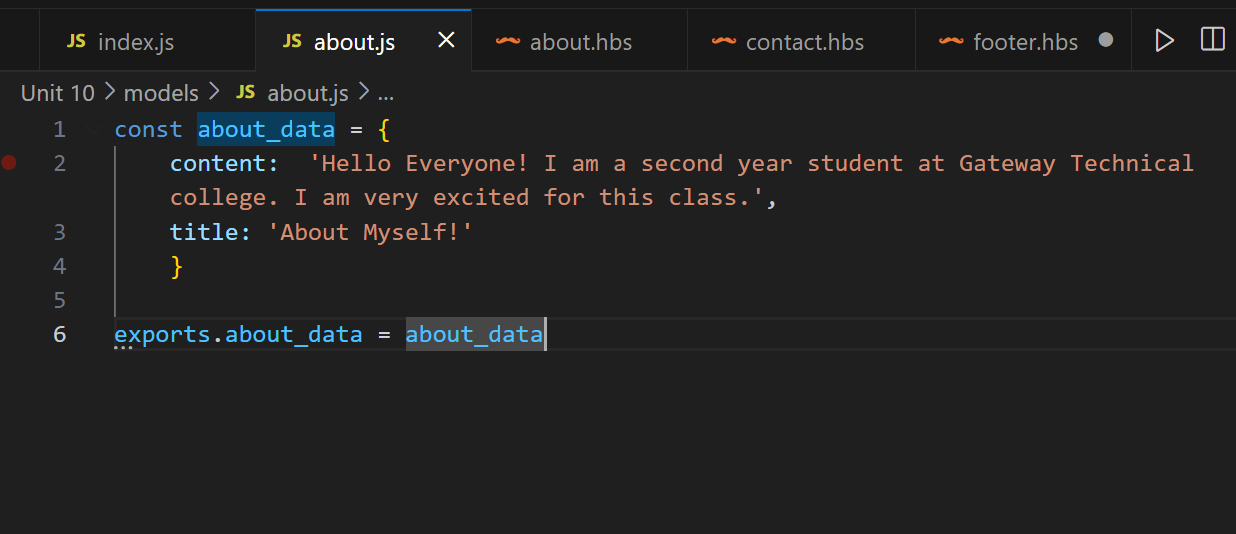 JS index.js JS about.js × about.hbs contact.hbs footer.hbs
Unit 10 > models > JS about.js > ...
1 const about_data = {
2 content:  'Hello Everyone! I am a second year student at Gateway Technical
college. I am very excited for this class.',
3 title: 'About Myself!'
4 }
5
6 exports.about_data = about_data